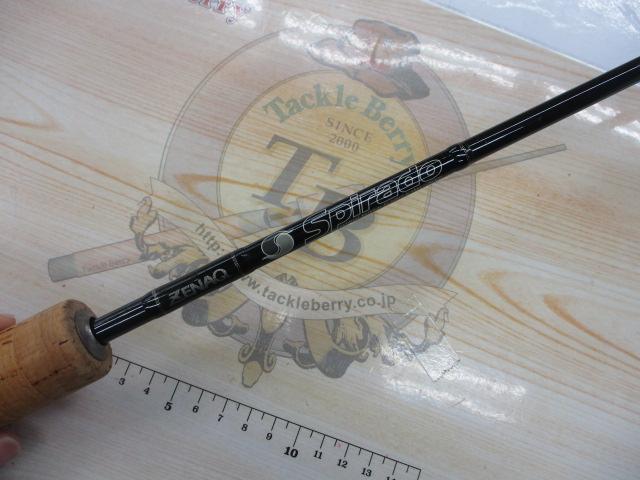 Tackle Berry
SINCE
2000
TB
Spirado
ZENAQ
http://www.tackleberry.co.jp
3 4 5 6 7 8 9 10 11 12 13